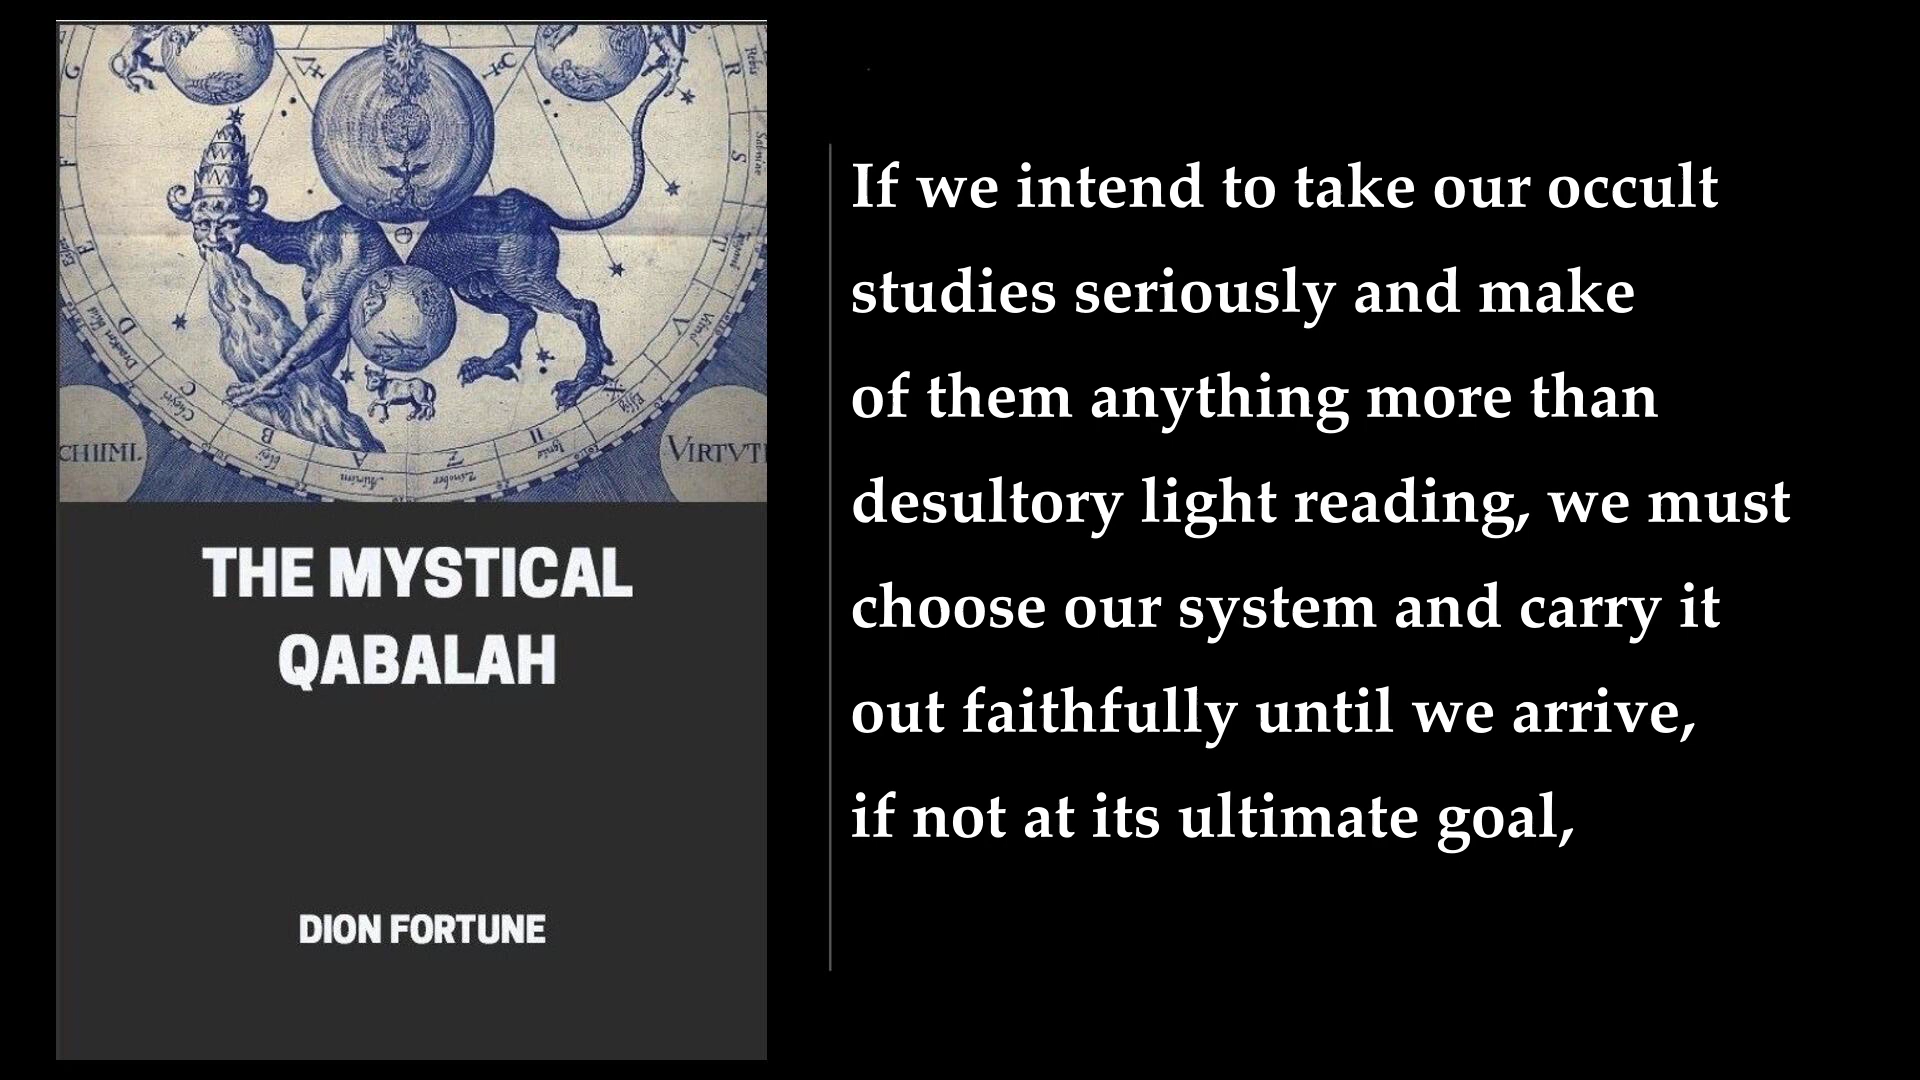 CHIIMI.
VIRTVTI
THE MYSTICAL
QABALAH
DION FORTUNE
If we intend to take our occult
studies seriously and make
of them anything more than
desultory light reading, we must
choose our system and carry it
out faithfully until we arrive,
if not at its ultimate goal,